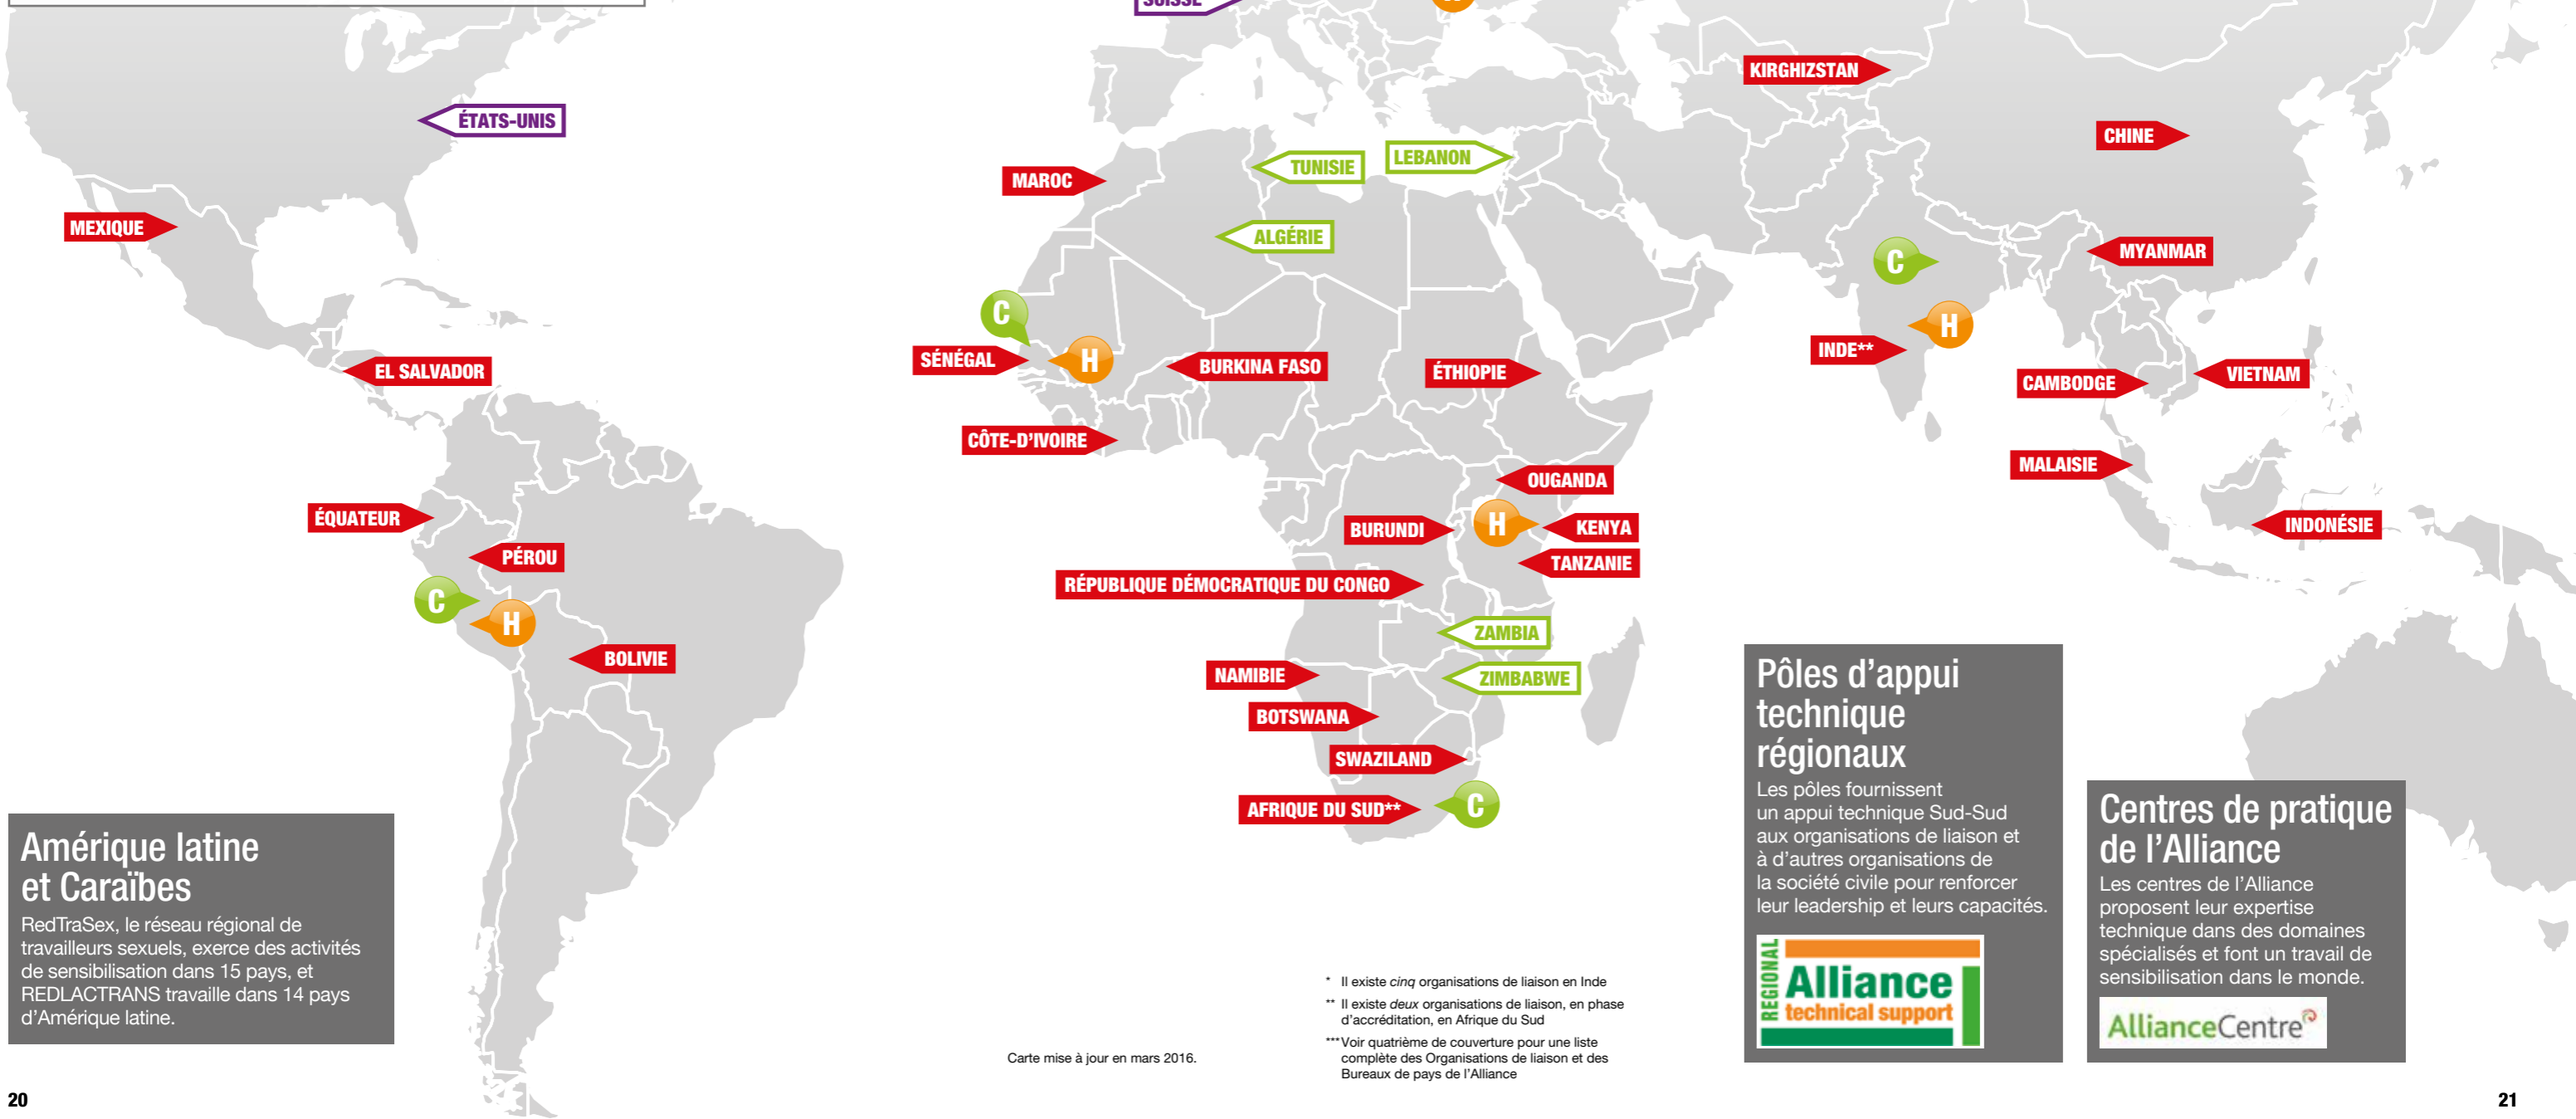 SUISSE
ÉTATS-UNIS
MEXIQUE
EL SALVADOR
ÉQUATEUR
PÉROU
C
H
BOLIVIE
Amérique latine
et Caraïbes
RedTraSex, le réseau régional de
travailleurs sexuels, exerce des activités
de sensibilisation dans 15 pays, et
REDLACTRANS travaille dans 14 pays
d'Amérique latine.
20
MAROC
TUNISIE
LEBANON
ALGÉRIE
C
SÉNÉGAL
H
BURKINA FASO
ÉTHIOPIE
CÔTE-D'IVOIRE
OUGANDA
BURUNDI
H
KENYA
TANZANIE
RÉPUBLIQUE DÉMOCRATIQUE DU CONGO
ZAMBIA
NAMIBIE
ZIMBABWE
BOTSWANA
SWAZILAND
AFRIQUE DU SUD**
C
KIRGHIZSTAN
CHINE
MYANMAR
C
H
INDE**
CAMBODGE
VIETNAM
MALAISIE
INDONÉSIE
Carte mise à jour en mars 2016.
* Il existe cinq organisations de liaison en Inde
** Il existe deux organisations de liaison, en phase
d'accréditation, en Afrique du Sud
***Voir quatrième de couverture pour une liste
complète des Organisations de liaison et des
Bureaux de pays de l'Alliance
Pôles d'appui
technique
régionaux
Les pôles fournissent
un appui technique Sud-Sud
aux organisations de liaison et
à d'autres organisations de
la société civile pour renforcer
leur leadership et leurs capacités.
REGIONAL
Alliance
technical support
Centres de pratique
de l'Alliance
Les centres de l'Alliance
proposent leur expertise
technique dans des domaines
spécialisés et font un travail de
sensibilisation dans le monde.
AllianceCentre
21